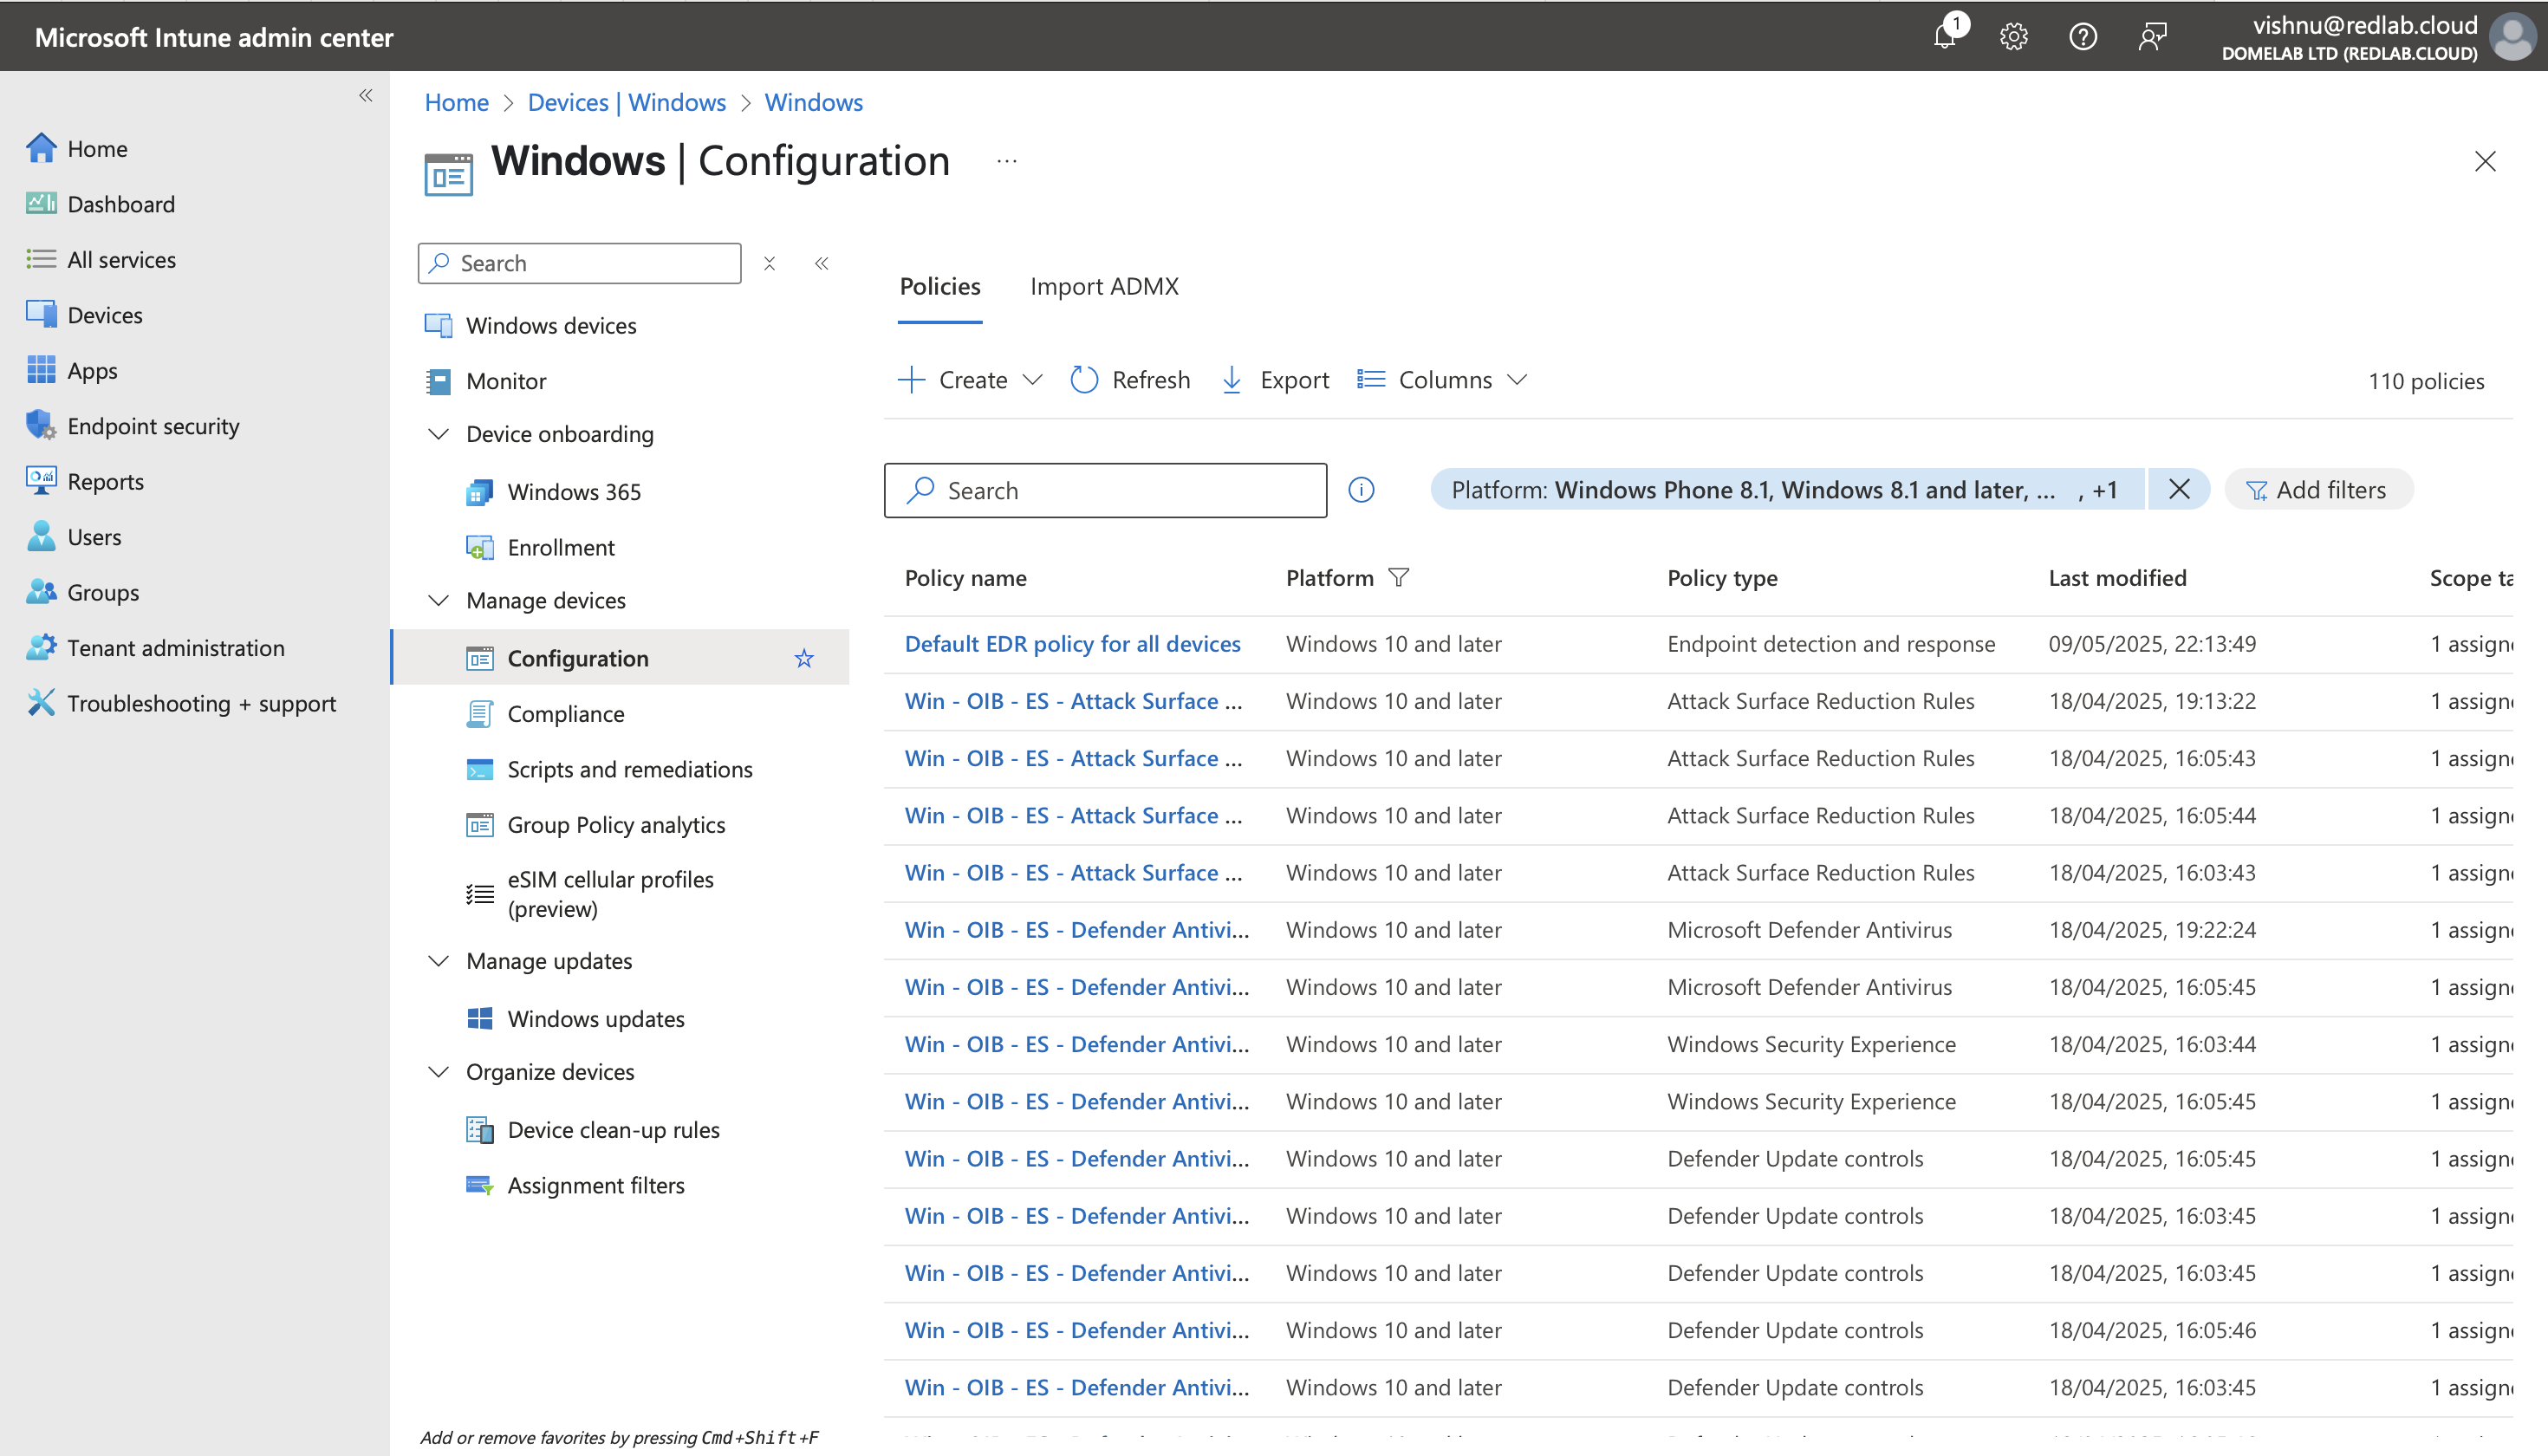 Microsoft Intune admin center
1
vishnu@redlab.cloud
DOMELAB LTD (REDLAB.CLOUD)
Home
Dashboard
All services
Devices
Apps
Endpoint security
Reports
Users
Groups
Tenant administration
Troubleshooting + support
Home > Devices | Windows > Windows
Windows | Configuration ...
Search
Windows devices
Monitor
Device onboarding
Windows 365
Enrollment
Manage devices
Configuration
Compliance
Scripts and remediations
Group Policy analytics
eSIM cellular profiles
(preview)
Manage updates
Windows updates
Organize devices
Device clean-up rules
Assignment filters
Add or remove favorites by pressing Cmd+Shift+F
Policies Import ADMX
Create Refresh Export Columns 110 policies
Search Platform: Windows Phone 8.1, Windows 8.1 and later, ... , +1 Add filters
Policy name Platform Policy type Last modified Scope ta
Default EDR policy for all devices Windows 10 and later Endpoint detection and response 09/05/2025, 22:13:49 1 assign
Win - OIB - ES - Attack Surface ... Windows 10 and later Attack Surface Reduction Rules 18/04/2025, 19:13:22 1 assign
Win - OIB - ES - Attack Surface ... Windows 10 and later Attack Surface Reduction Rules 18/04/2025, 16:05:43 1 assign
Win - OIB - ES - Attack Surface ... Windows 10 and later Attack Surface Reduction Rules 18/04/2025, 16:05:44 1 assign
Win - OIB - ES - Attack Surface ... Windows 10 and later Attack Surface Reduction Rules 18/04/2025, 16:03:43 1 assign
Win - OIB - ES - Defender Antivi... Windows 10 and later Microsoft Defender Antivirus 18/04/2025, 19:22:24 1 assign
Win - OIB - ES - Defender Antivi... Windows 10 and later Microsoft Defender Antivirus 18/04/2025, 16:05:45 1 assign
Win - OIB - ES - Defender Antivi... Windows 10 and later Windows Security Experience 18/04/2025, 16:03:44 1 assign
Win - OIB - ES - Defender Antivi... Windows 10 and later Windows Security Experience 18/04/2025, 16:05:45 1 assign
Win - OIB - ES - Defender Antivi... Windows 10 and later Defender Update controls 18/04/2025, 16:05:45 1 assign
Win - OIB - ES - Defender Antivi... Windows 10 and later Defender Update controls 18/04/2025, 16:03:45 1 assign
Win - OIB - ES - Defender Antivi... Windows 10 and later Defender Update controls 18/04/2025, 16:03:45 1 assign
Win - OIB - ES - Defender Antivi... Windows 10 and later Defender Update controls 18/04/2025, 16:05:46 1 assign
Win - OIB - ES - Defender Antivi... Windows 10 and later Defender Update controls 18/04/2025, 16:03:45 1 assign